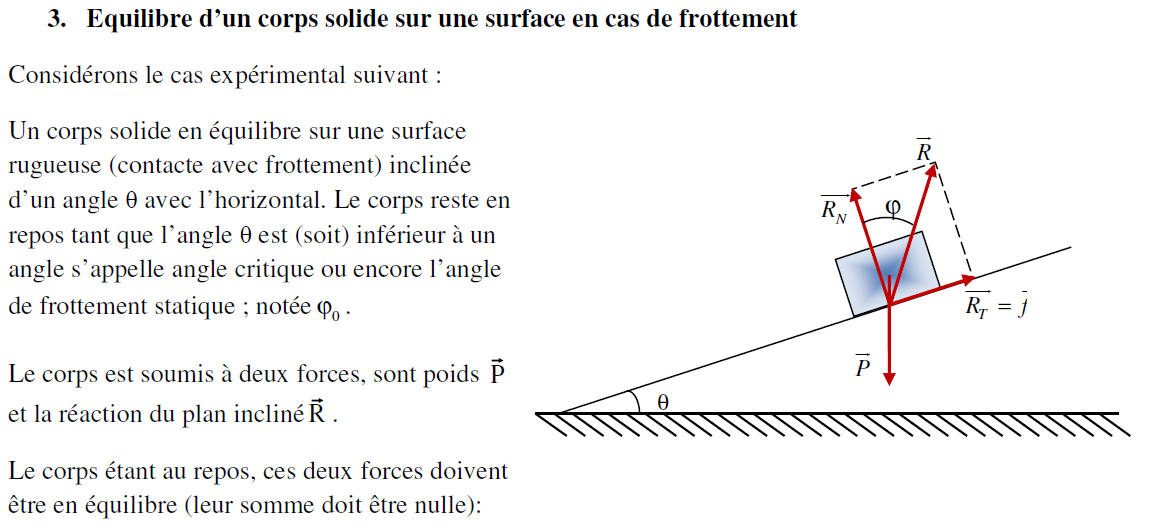 3. Equilibre d’un corps solide sur une surface en cas de frottement
Considérons le cas expérimental suivant :
Un corps solide en équilibre sur une surface
rugueuse (contacte avec frottement) inclinée
d’un angle θ avec l’horizontal. Le corps reste en
repos tant que l’angle θ est (soit) inférieur à un
angle s’appelle angle critique ou encore l’angle
de frottement statique ; notée φ₀ .
Le corps est soumis à deux forces, sont poids P⃗
et la réaction du plan incliné R⃗ .
Le corps étant au repos, ces deux forces doivent
être en équilibre (leur somme doit être nulle):
R⃗
R_N⃗
φ
R_T⃗ = f⃗
P⃗
θ